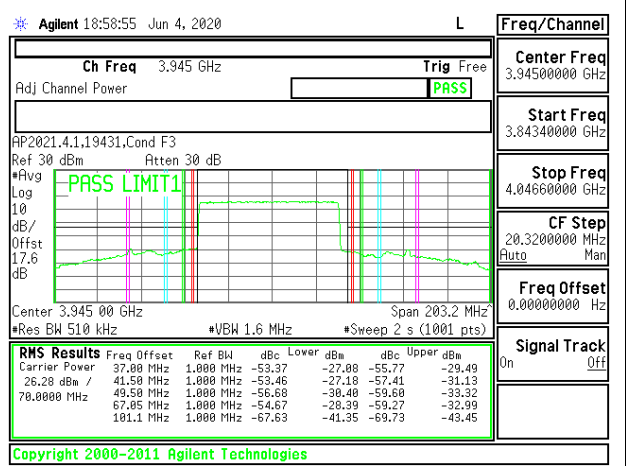 Agilent 18:58:55 Jun 4, 2020 L
Freq/Channel
Ch Freq 3.945 GHz Trig Free
Adj Channel Power PASS
Center Freq
3.94500000 GHz
Start Freq
3.84340000 GHz
Stop Freq
4.04660000 GHz
CF Step
20.3200000 MHz
Auto Man
Freq Offset
0.00000000 Hz
Signal Track
On Off
AP2021.4.1,19431,Cond F3
Ref 30 dBm Atten 30 dB
#Avg
Log
10
dB/
Offst
17.6
dB
PASS LIMIT1
Center 3.945 00 GHz Span 203.2 MHz^
#Res BW 510 kHz #VBW 1.6 MHz #Sweep 2 s (1001 pts)
RMS Results Freq Offset Ref BW dBc Lower dBm dBc Upper dBm
Carrier Power 37.00 MHz 1.000 MHz -53.37 -27.08 -55.77 -29.49
26.28 dBm / 41.50 MHz 1.000 MHz -53.46 -27.18 -57.41 -31.13
70.0000 MHz 49.50 MHz 1.000 MHz -56.68 -30.40 -59.60 -33.32
67.05 MHz 1.000 MHz -54.67 -28.39 -59.27 -32.99
101.1 MHz 1.000 MHz -67.63 -41.35 -69.73 -43.45
Copyright 2000-2011 Agilent Technologies